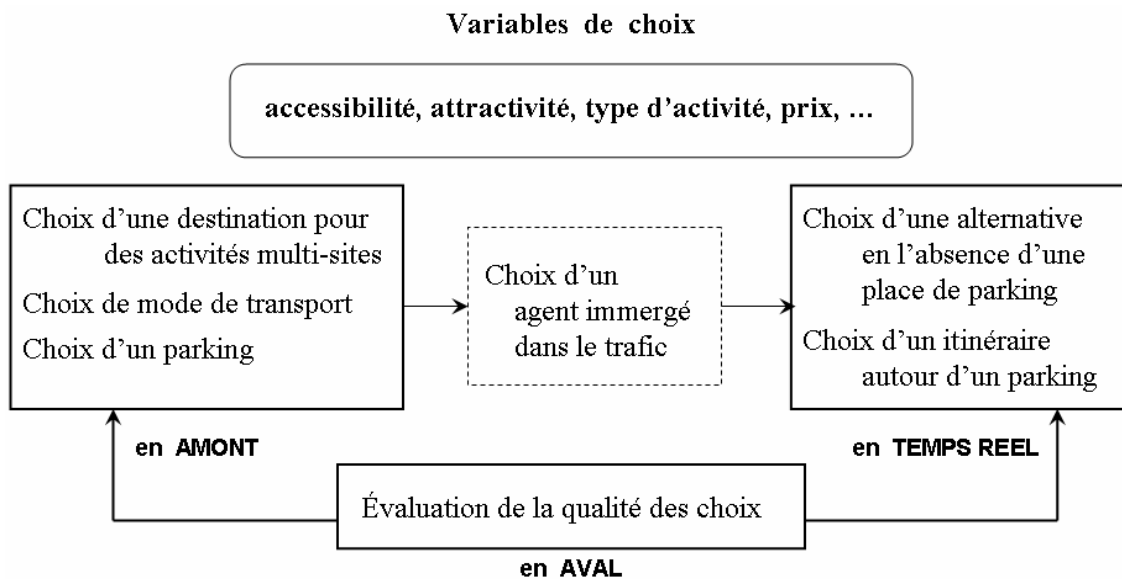 Variables de choix
accessibilité, attractivité, type d’activité, prix, …
Choix d’une destination pour
des activités multi-sites
Choix de mode de transport
Choix d’un parking
Choix d’un
agent immergé
dans le trafic
Choix d’une alternative
en l’absence d’une
place de parking
Choix d’un itinéraire
autour d’un parking
en AMONT
en TEMPS REEL
Évaluation de la qualité des choix
en AVAL